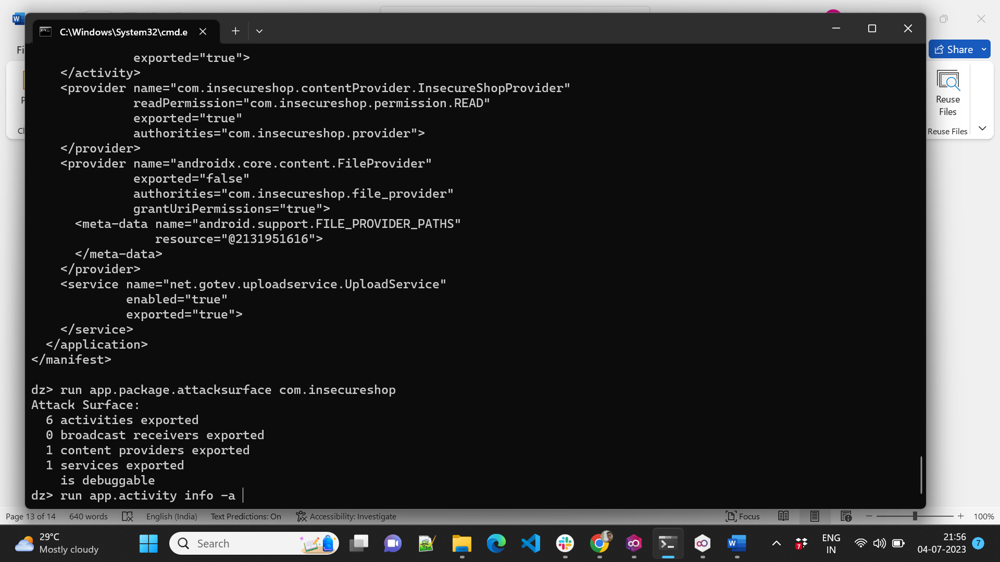 C:\Windows\System32\cmd.e
Fi
Share
exported="true">
</activity>
<provider name="com.insecureshop.contentProvider.InsecureShopProvider"
readPermission="com.insecureshop.permission.READ"
exported="true"
authorities="com.insecureshop.provider">
</provider>
<provider name="androidx.core.content.FileProvider"
exported="false"
authorities="com.insecureshop.file_provider"
grantUriPermissions="true">
<meta-data name="android.support.FILE_PROVIDER_PATHS"
resource="@2131951616">
</meta-data>
</provider>
<service name="net.gotev.uploadservice.UploadService"
enabled="true"
exported="true">
</service>
</application>
</manifest>
dz> run app.package.attacksurface com.insecureshop
Attack Surface:
6 activities exported
0 broadcast receivers exported
1 content providers exported
1 services exported
is debuggable
dz> run app.activity info -a
P
Cl
Reuse
Files
Reuse Files
Page 13 of 14 640 words English (India) Text Predictions: On Accessibility: Investigate Focus 100%
29°C
Mostly cloudy
Search
7
ENG
IN
21:56
04-07-2023
7